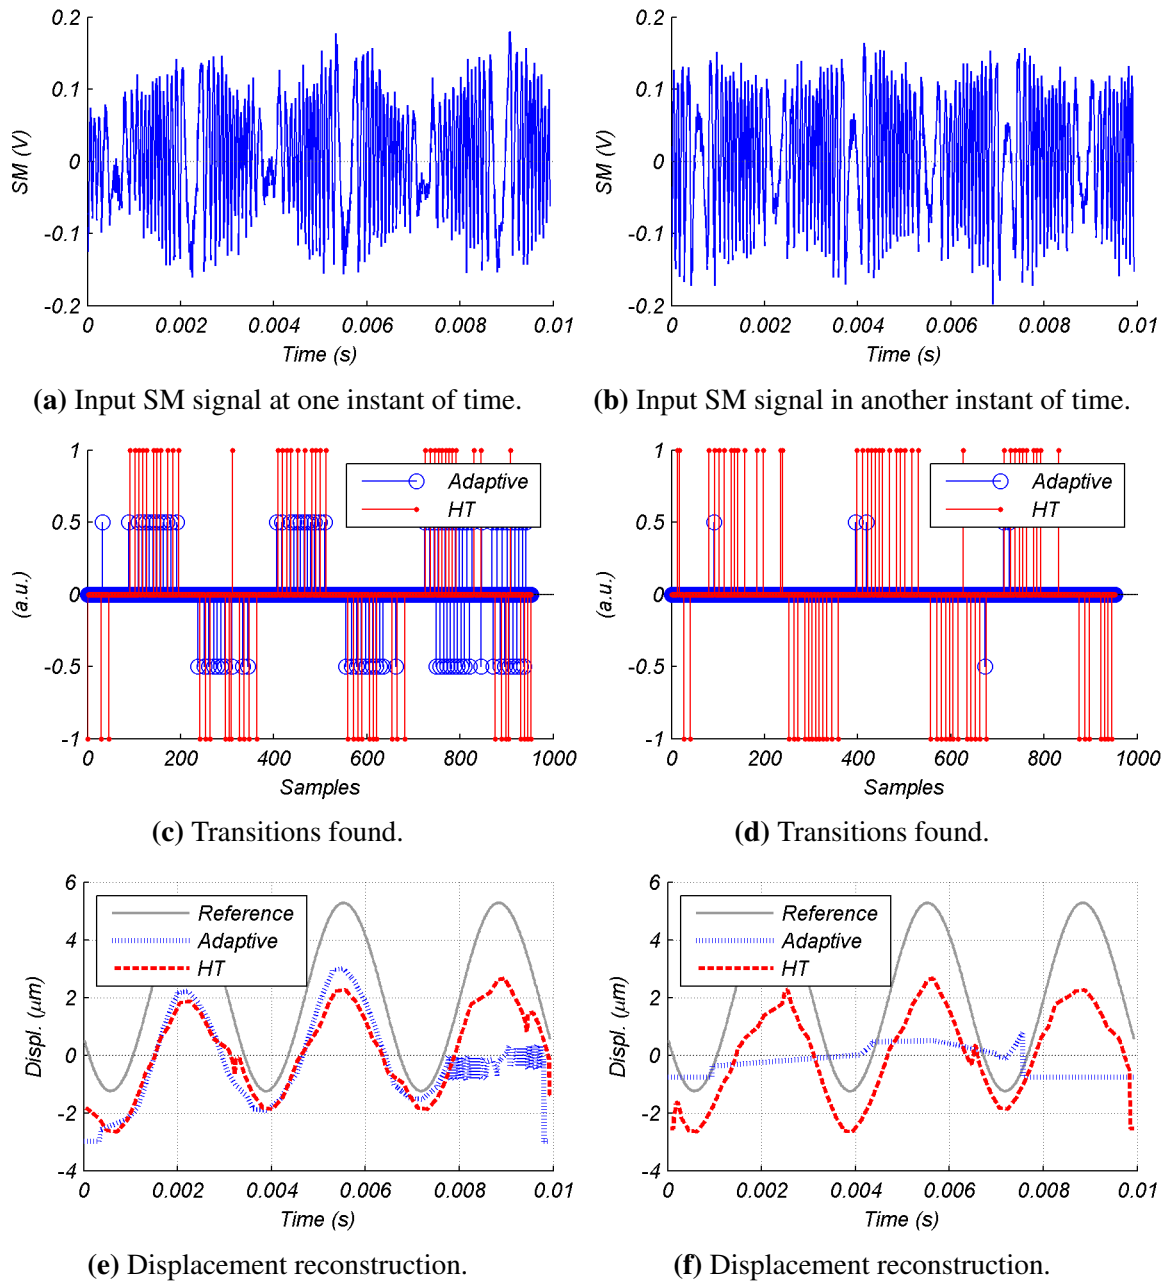 0.2
0.1
0
-0.1
-0.2
SM (V)
0 0.002 0.004 0.006 0.008 0.01
Time (s)
(a) Input SM signal at one instant of time.
0.2
0.1
0
-0.1
-0.2
SM (V)
0 0.002 0.004 0.006 0.008 0.01
Time (s)
(b) Input SM signal in another instant of time.
1
0.5
0
-0.5
-1
(a.u.)
Adaptive
HT
0 200 400 600 800 1000
Samples
(c) Transitions found.
1
0.5
0
-0.5
-1
(a.u.)
Adaptive
HT
0 200 400 600 800 1000
Samples
(d) Transitions found.
6
4
2
0
-2
-4
Displ. (μm)
Reference
Adaptive
HT
0 0.002 0.004 0.006 0.008 0.01
Time (s)
(e) Displacement reconstruction.
6
4
2
0
-2
-4
Displ. (μm)
Reference
Adaptive
HT
0 0.002 0.004 0.006 0.008 0.01
Time (s)
(f) Displacement reconstruction.